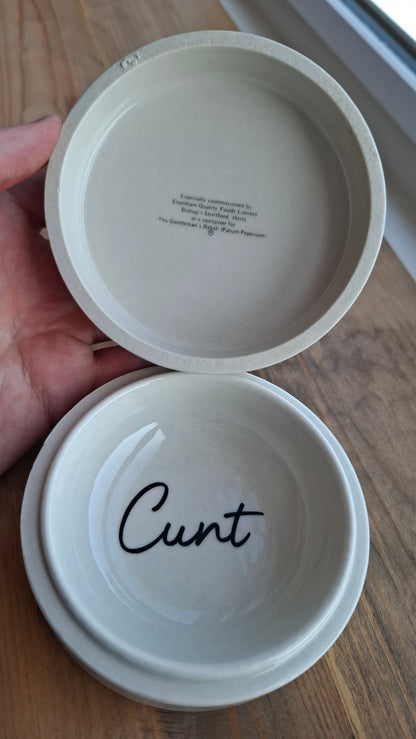 Especially commissioned by
Elsenham Quality Foods Limited
Bishop's Stortford, Herts
as a container for
The Gentleman's Relish (Patum Peperium
®
Cunt